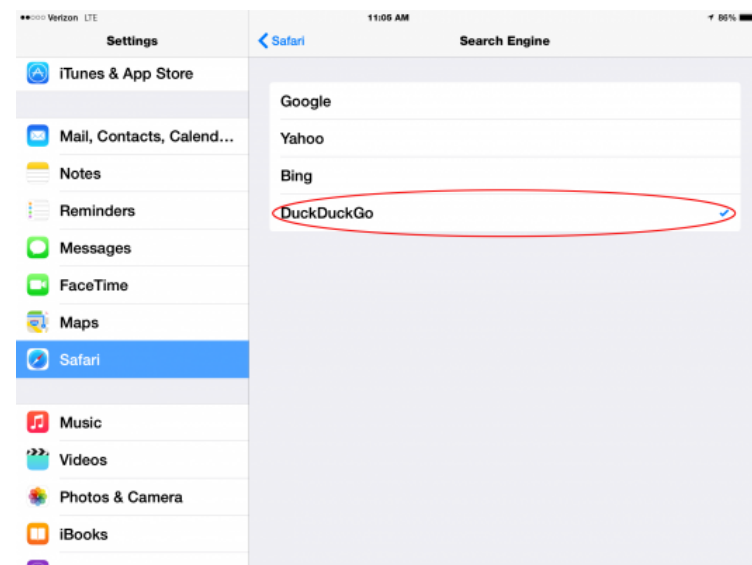 Verizon LTE
11:05 AM
86%
Settings
Safari
Search Engine
iTunes & App Store
Mail, Contacts, Calend...
Notes
Reminders
Messages
FaceTime
Maps
Safari
Music
Videos
Photos & Camera
iBooks
Google
Yahoo
Bing
DuckDuckGo